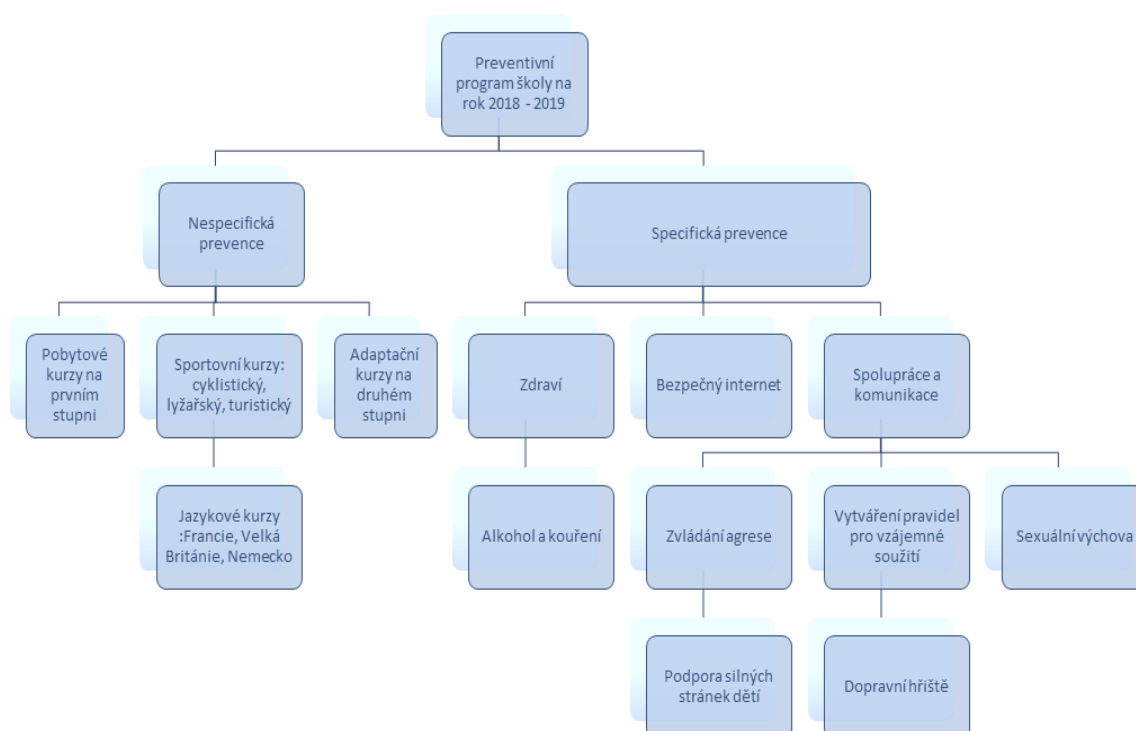 Preventivní
program školy na
rok 2018 - 2019
Nespecifická
prevence
Specifická prevence
Pobytové
kurzy na
prvním
stupni
Sportovní kurzy:
cyklistický,
lyžařský, turistický
Adaptační
kurzy na
druhém
stupni
Zdraví
Bezpečný internet
Spolupráce a
komunikace
Jazykové kurzy
:Francie, Velká
Británie, Nemecko
Alkohol a kouření
Zvládání agrese
Vytváření pravidel
pro vzájemné
soužití
Sexuální výchova
Podpora silných
stránek dětí
Dopravní hřiště